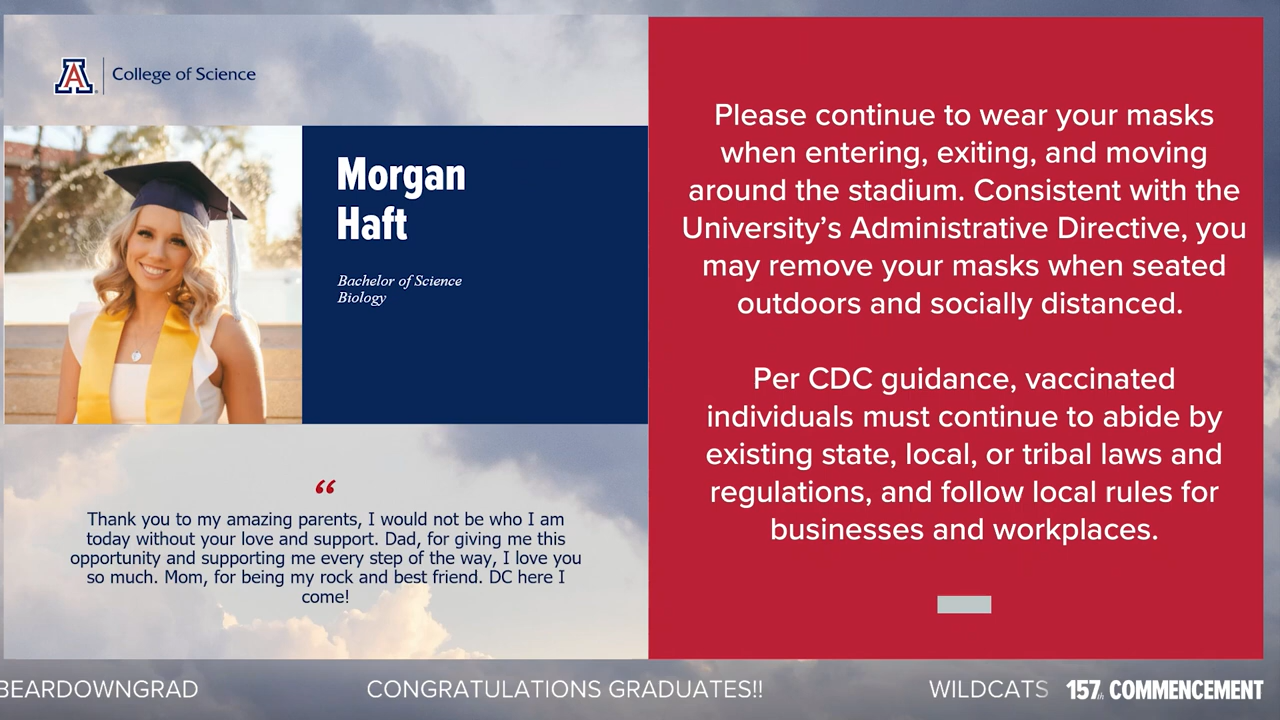 A
College of Science
Morgan
Haft
Bachelor of Science
Biology
“
Thank you to my amazing parents, I would not be who I am
today without your love and support. Dad, for giving me this
opportunity and supporting me every step of the way, I love you
so much. Mom, for being my rock and best friend. DC here I
come!
Please continue to wear your masks
when entering, exiting, and moving
around the stadium. Consistent with the
University’s Administrative Directive, you
may remove your masks when seated
outdoors and socially distanced.
Per CDC guidance, vaccinated
individuals must continue to abide by
existing state, local, or tribal laws and
regulations, and follow local rules for
businesses and workplaces.
BEARDOWNGRAD CONGRATULATIONS GRADUATES!! WILDCATS 157th COMMENCEMENT